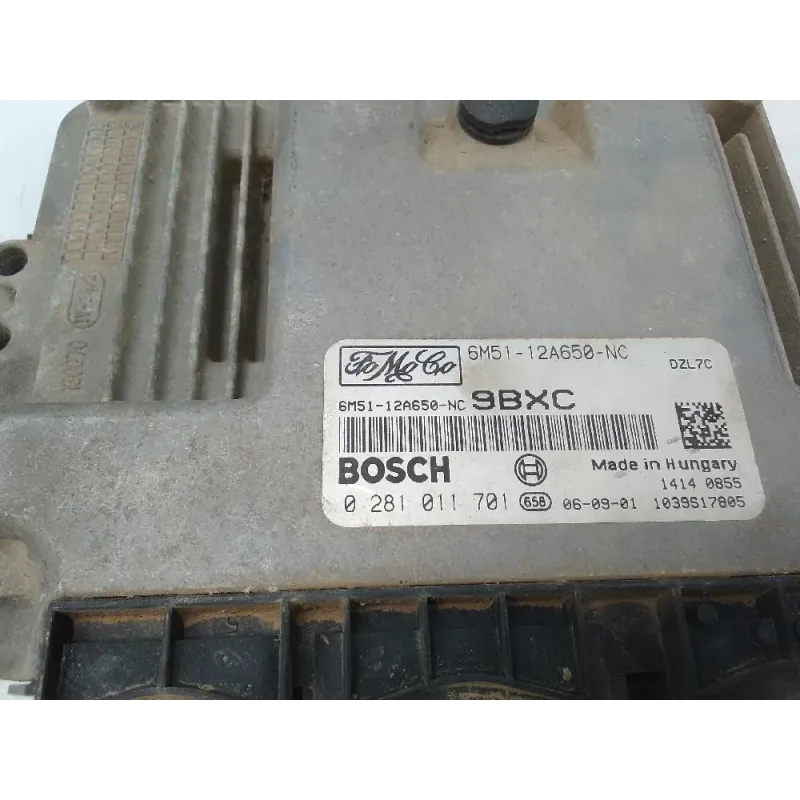 FoMoCo 6M51-12A650-NC DZL7C
6M51-12A650-NC 9BXC
BOSCH Made in Hungary
1414 0855
0 281 011 701 658 06-09-01 1039S17805
5